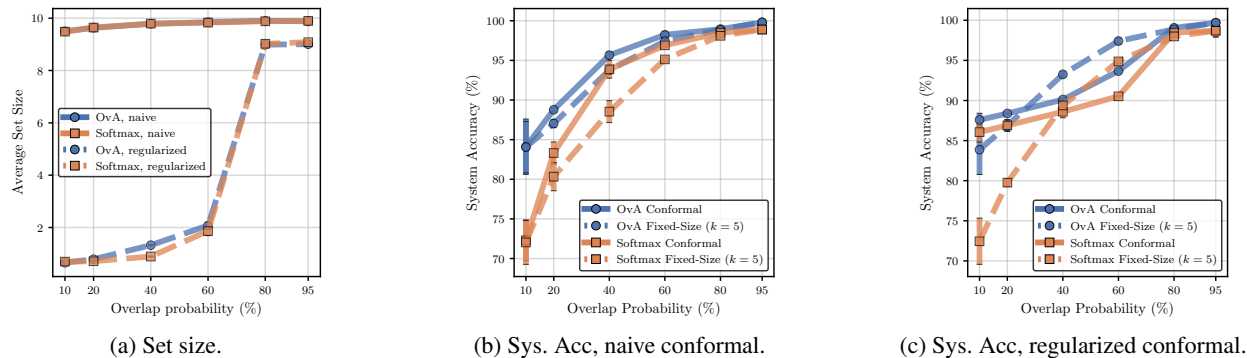 10
8
6
4
2
Average Set Size
OvA, naive
Softmax, naive
OvA, regularized
Softmax, regularized
10 20 40 60 80 95
Overlap probability (%)
(a) Set size.
100
95
90
85
80
75
70
System Accuracy (%)
OvA Conformal
OvA Fixed-Size (k = 5)
Softmax Conformal
Softmax Fixed-Size (k = 5)
10 20 40 60 80 95
Overlap Probability (%)
(b) Sys. Acc, naive conformal.
100
95
90
85
80
75
70
System Accuracy (%)
OvA Conformal
OvA Fixed-Size (k = 5)
Softmax Conformal
Softmax Fixed-Size (k = 5)
10 20 40 60 80 95
Overlap Probability (%)
(c) Sys. Acc, regularized conformal.